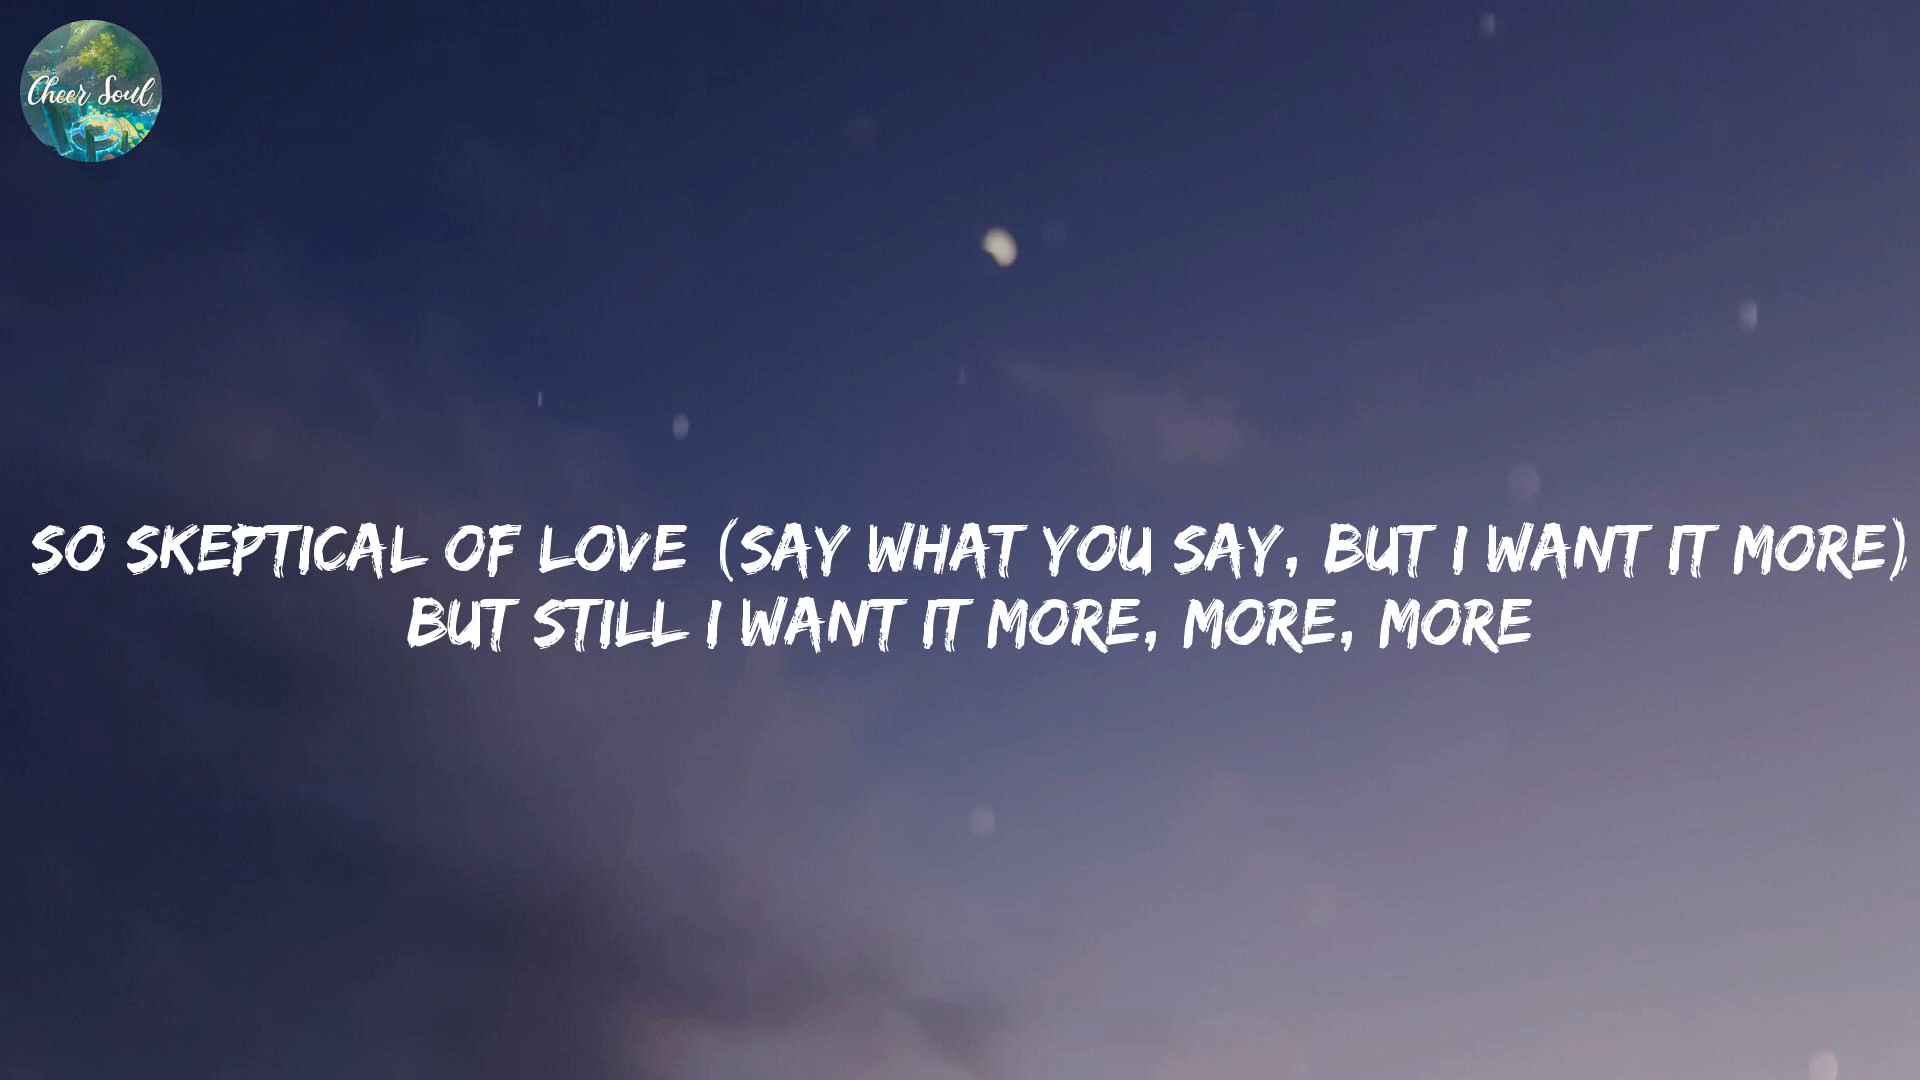 Cheer Soul
SO SKEPTICAL OF LOVE (SAY WHAT YOU SAY, BUT I WANT IT MORE)
BUT STILL I WANT IT MORE, MORE, MORE